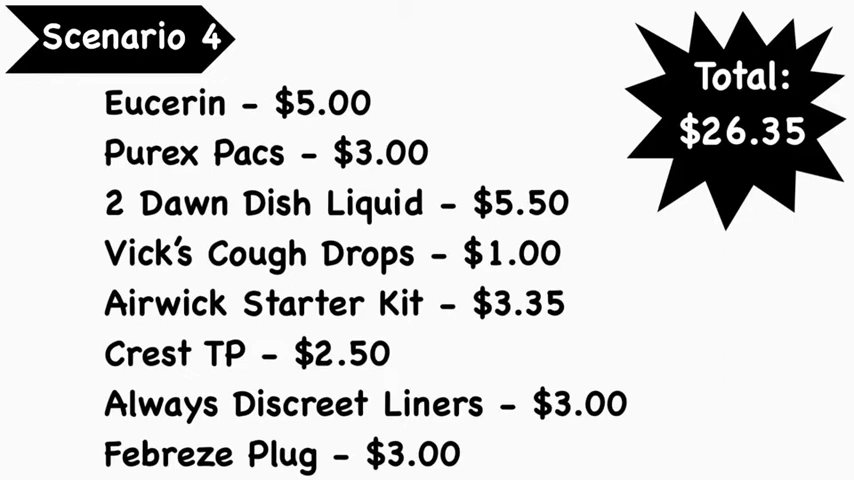 Scenario 4
Total:
$26.35
Eucerin - $5.00
Purex Pacs - $3.00
2 Dawn Dish Liquid - $5.50
Vick's Cough Drops - $1.00
Airwick Starter Kit - $3.35
Crest TP - $2.50
Always Discreet Liners - $3.00
Febreze Plug - $3.00